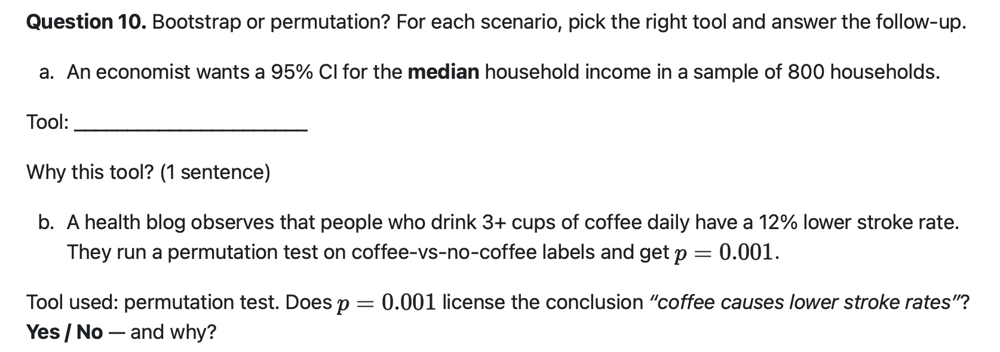 Question 10. Bootstrap or permutation? For each scenario, pick the right tool and answer the follow-up.
a. An economist wants a 95% CI for the median household income in a sample of 800 households.
Tool: ____________________
Why this tool? (1 sentence)
b. A health blog observes that people who drink 3+ cups of coffee daily have a 12% lower stroke rate.
They run a permutation test on coffee-vs-no-coffee labels and get p = 0.001.
Tool used: permutation test. Does p = 0.001 license the conclusion “coffee causes lower stroke rates”?
Yes / No — and why?